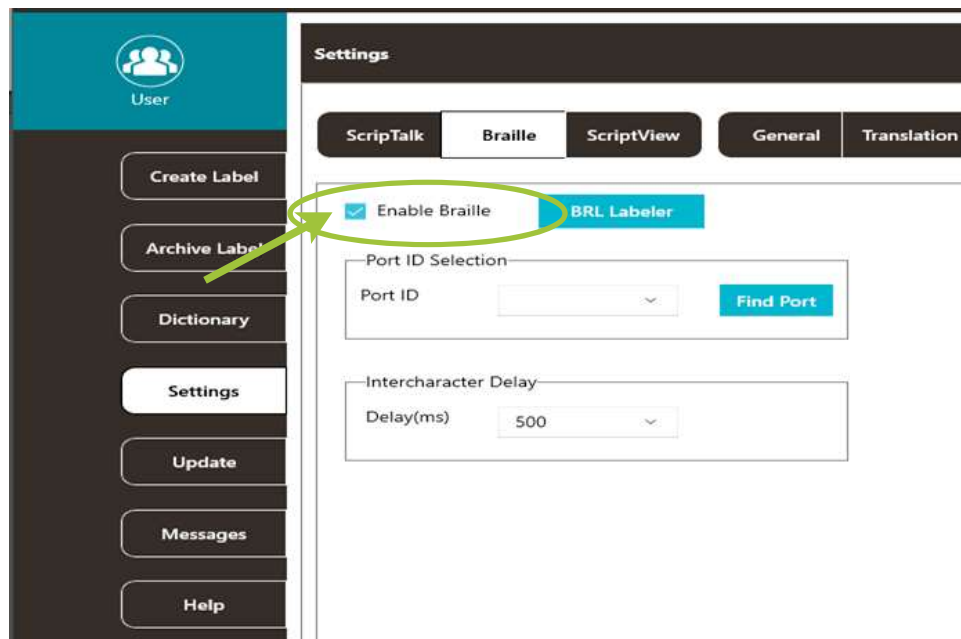 User
Create Label
Archive Label
Dictionary
Settings
Update
Messages
Help
Settings
ScripTalk Braille ScriptView General Translation
Enable Braille BRL Labeler
Port ID Selection
Port ID Find Port
Intercharacter Delay
Delay(ms) 500